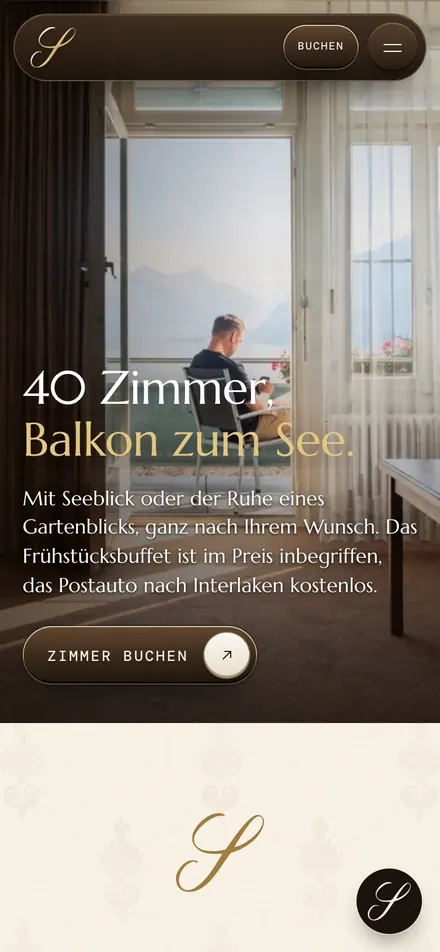 S
BUCHEN
40 Zimmer,
Balkon zum See.
Mit Seeblick oder der Ruhe eines
Gartenblicks, ganz nach Ihrem Wunsch. Das
Frühstücksbuffet ist im Preis inbegriffen,
das Postauto nach Interlaken kostenlos.
ZIMMER BUCHEN
S
S